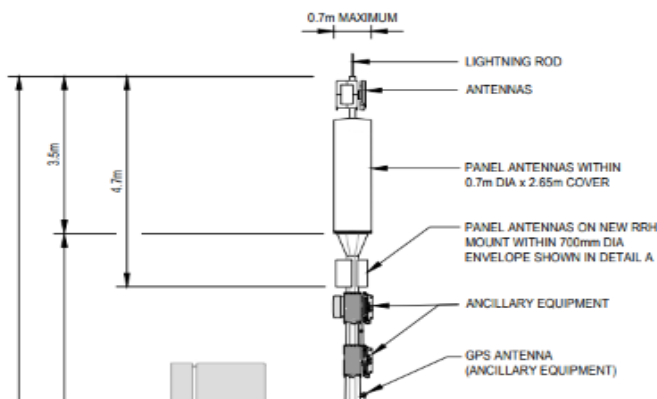 0.7m MAXIMUM
LIGHTNING ROD
ANTENNAS
3.5m
4.7m
PANEL ANTENNAS WITHIN
0.7m DIA x 2.65m COVER
PANEL ANTENNAS ON NEW RRH
MOUNT WITHIN 700mm DIA
ENVELOPE SHOWN IN DETAIL A
ANCILLARY EQUIPMENT
GPS ANTENNA
(ANCILLARY EQUIPMENT)